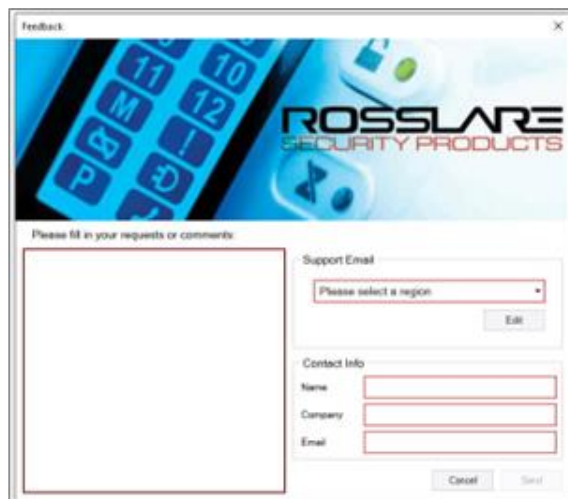 Feedback
11
10
M
12
!
P
ROSSLARE
SECURITY PRODUCTS
Please fill in your requests or comments:
Support Email
Please select a region
Edit
Contact Info
Name
Company
Email
Cancel
Send